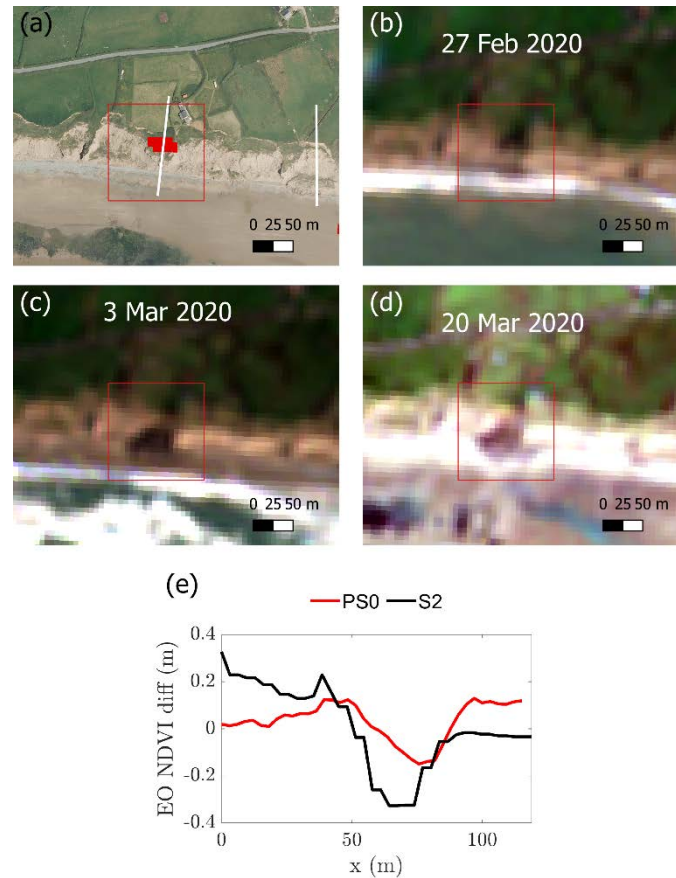 (a)
0 25 50 m
(b)
27 Feb 2020
0 25 50 m
(c)
3 Mar 2020
0 25 50 m
(d)
20 Mar 2020
0 25 50 m
(e)
PS0 S2
0.4
0.2
0
-0.2
-0.4
EO NDVI diff (m)
0 50 100
x (m)